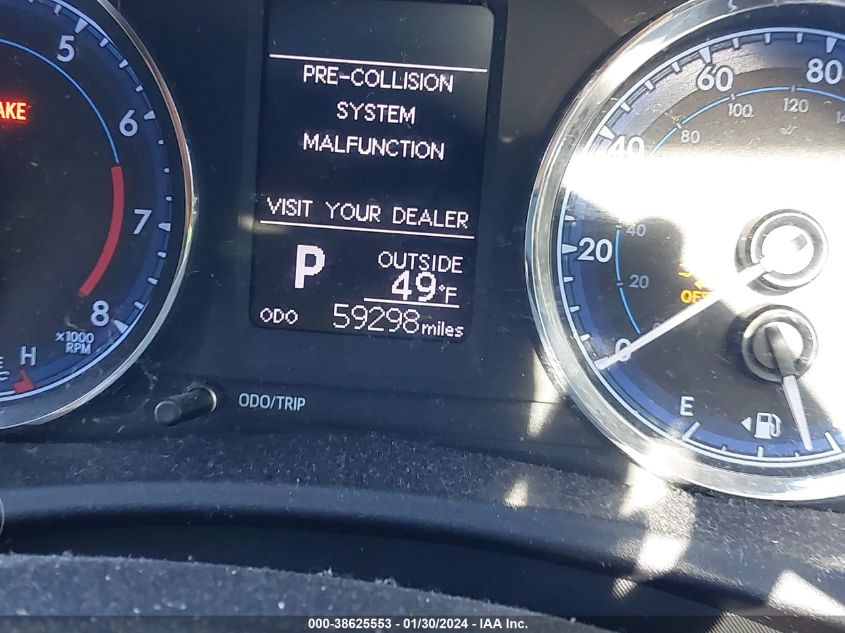 PRE-COLLISION
SYSTEM
MALFUNCTION
VISIT YOUR DEALER
P
OUTSIDE
49°F
ODO 59298 miles
5
6
7
8
x1000
RPM
H
ODO/TRIP
0
20
40
60
80
20
40
80
100
120
OFF
E
000-38625553 - 01/30/2024 - IAA Inc.